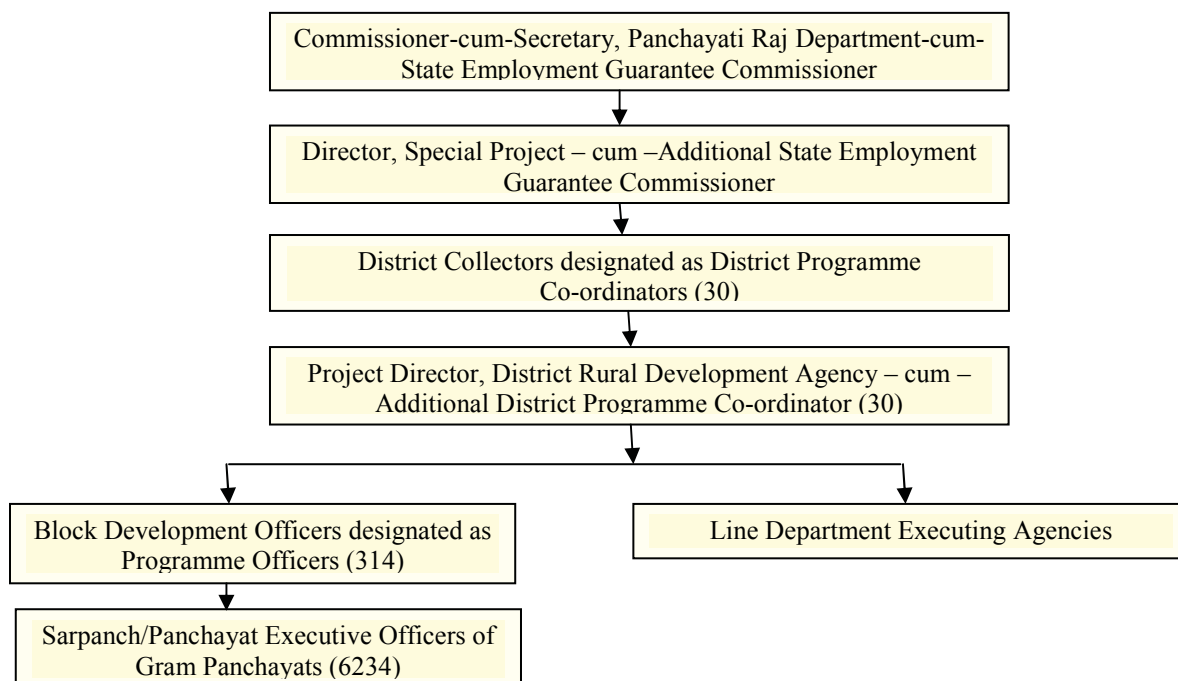 Commissioner-cum-Secretary, Panchayati Raj Department-cum-
State Employment Guarantee Commissioner
Director, Special Project – cum –Additional State Employment
Guarantee Commissioner
District Collectors designated as District Programme
Co-ordinators (30)
Project Director, District Rural Development Agency – cum –
Additional District Programme Co-ordinator (30)
Block Development Officers designated as
Programme Officers (314)
Line Department Executing Agencies
Sarpanch/Panchayat Executive Officers of
Gram Panchayats (6234)